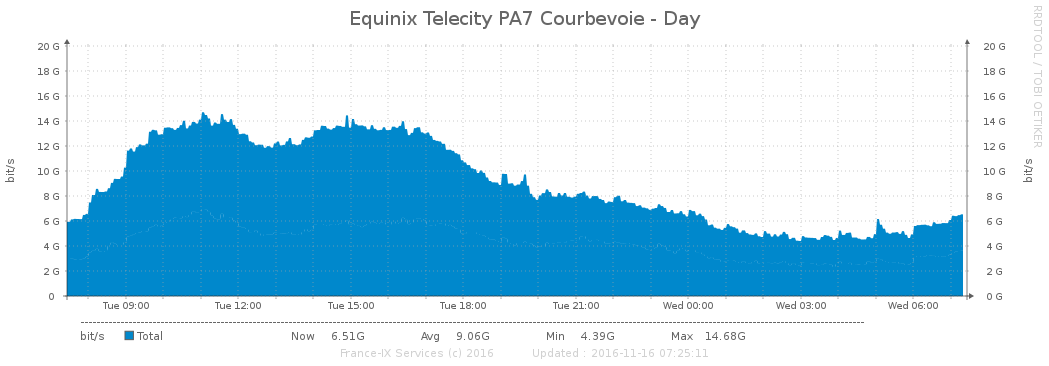 Equinix Telecity PA7 Courbevoie - Day
RRDTOOL / TOBI OETIKER
20 G 20 G
18 G 18 G
16 G 16 G
14 G 14 G
12 G 12 G
10 G 10 G
8 G 8 G
6 G 6 G
4 G 4 G
2 G 2 G
0 0 G
bit/s bit/s
Tue 09:00 Tue 12:00 Tue 15:00 Tue 18:00 Tue 21:00 Wed 00:00 Wed 03:00 Wed 06:00
bit/s Total Now 6.51G Avg 9.06G Min 4.39G Max 14.68G
France-IX Services (c) 2016 Updated : 2016-11-16 07:25:11